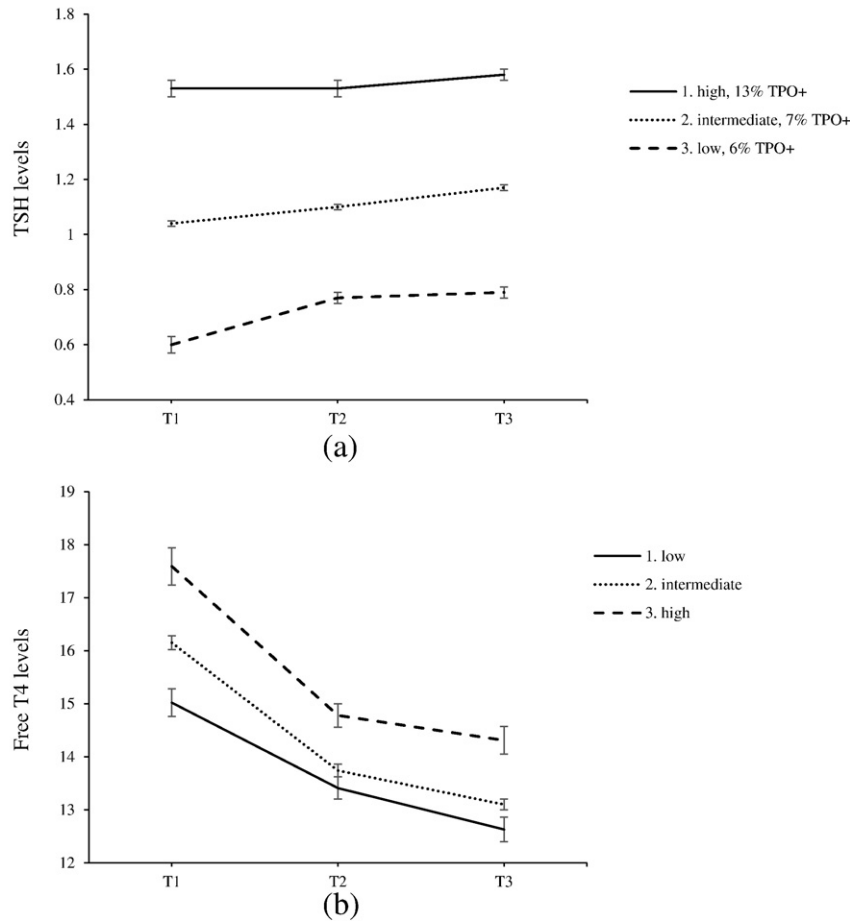 1.8
1.6
1.4
1.2
1
0.8
0.6
0.4
TSH levels
T1 T2 T3
1. high, 13% TPO+
2. intermediate, 7% TPO+
3. low, 6% TPO+
(a)
19
18
17
16
15
14
13
12
Free T4 levels
T1 T2 T3
1. low
2. intermediate
3. high
(b)